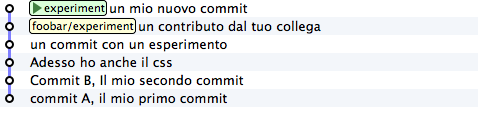 experiment un mio nuovo commit
foobar/experiment un contributo dal tuo collega
un commit con un esperimento
Adesso ho anche il css
Commit B, Il mio secondo commit
commit A, il mio primo commit